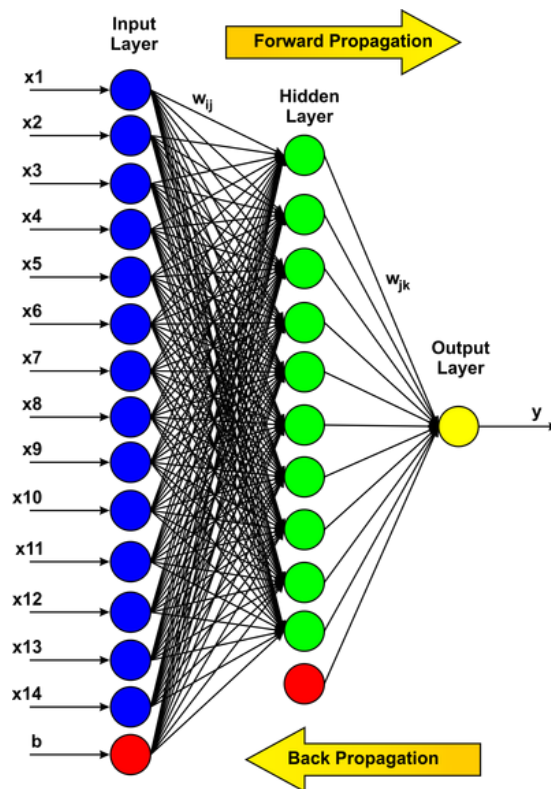 Input
Layer
Forward Propagation
x1
wij
Hidden
Layer
x2
x3
x4
x5
wjk
x6
Output
Layer
x7
x8
y
x9
x10
x11
x12
x13
x14
b
Back Propagation